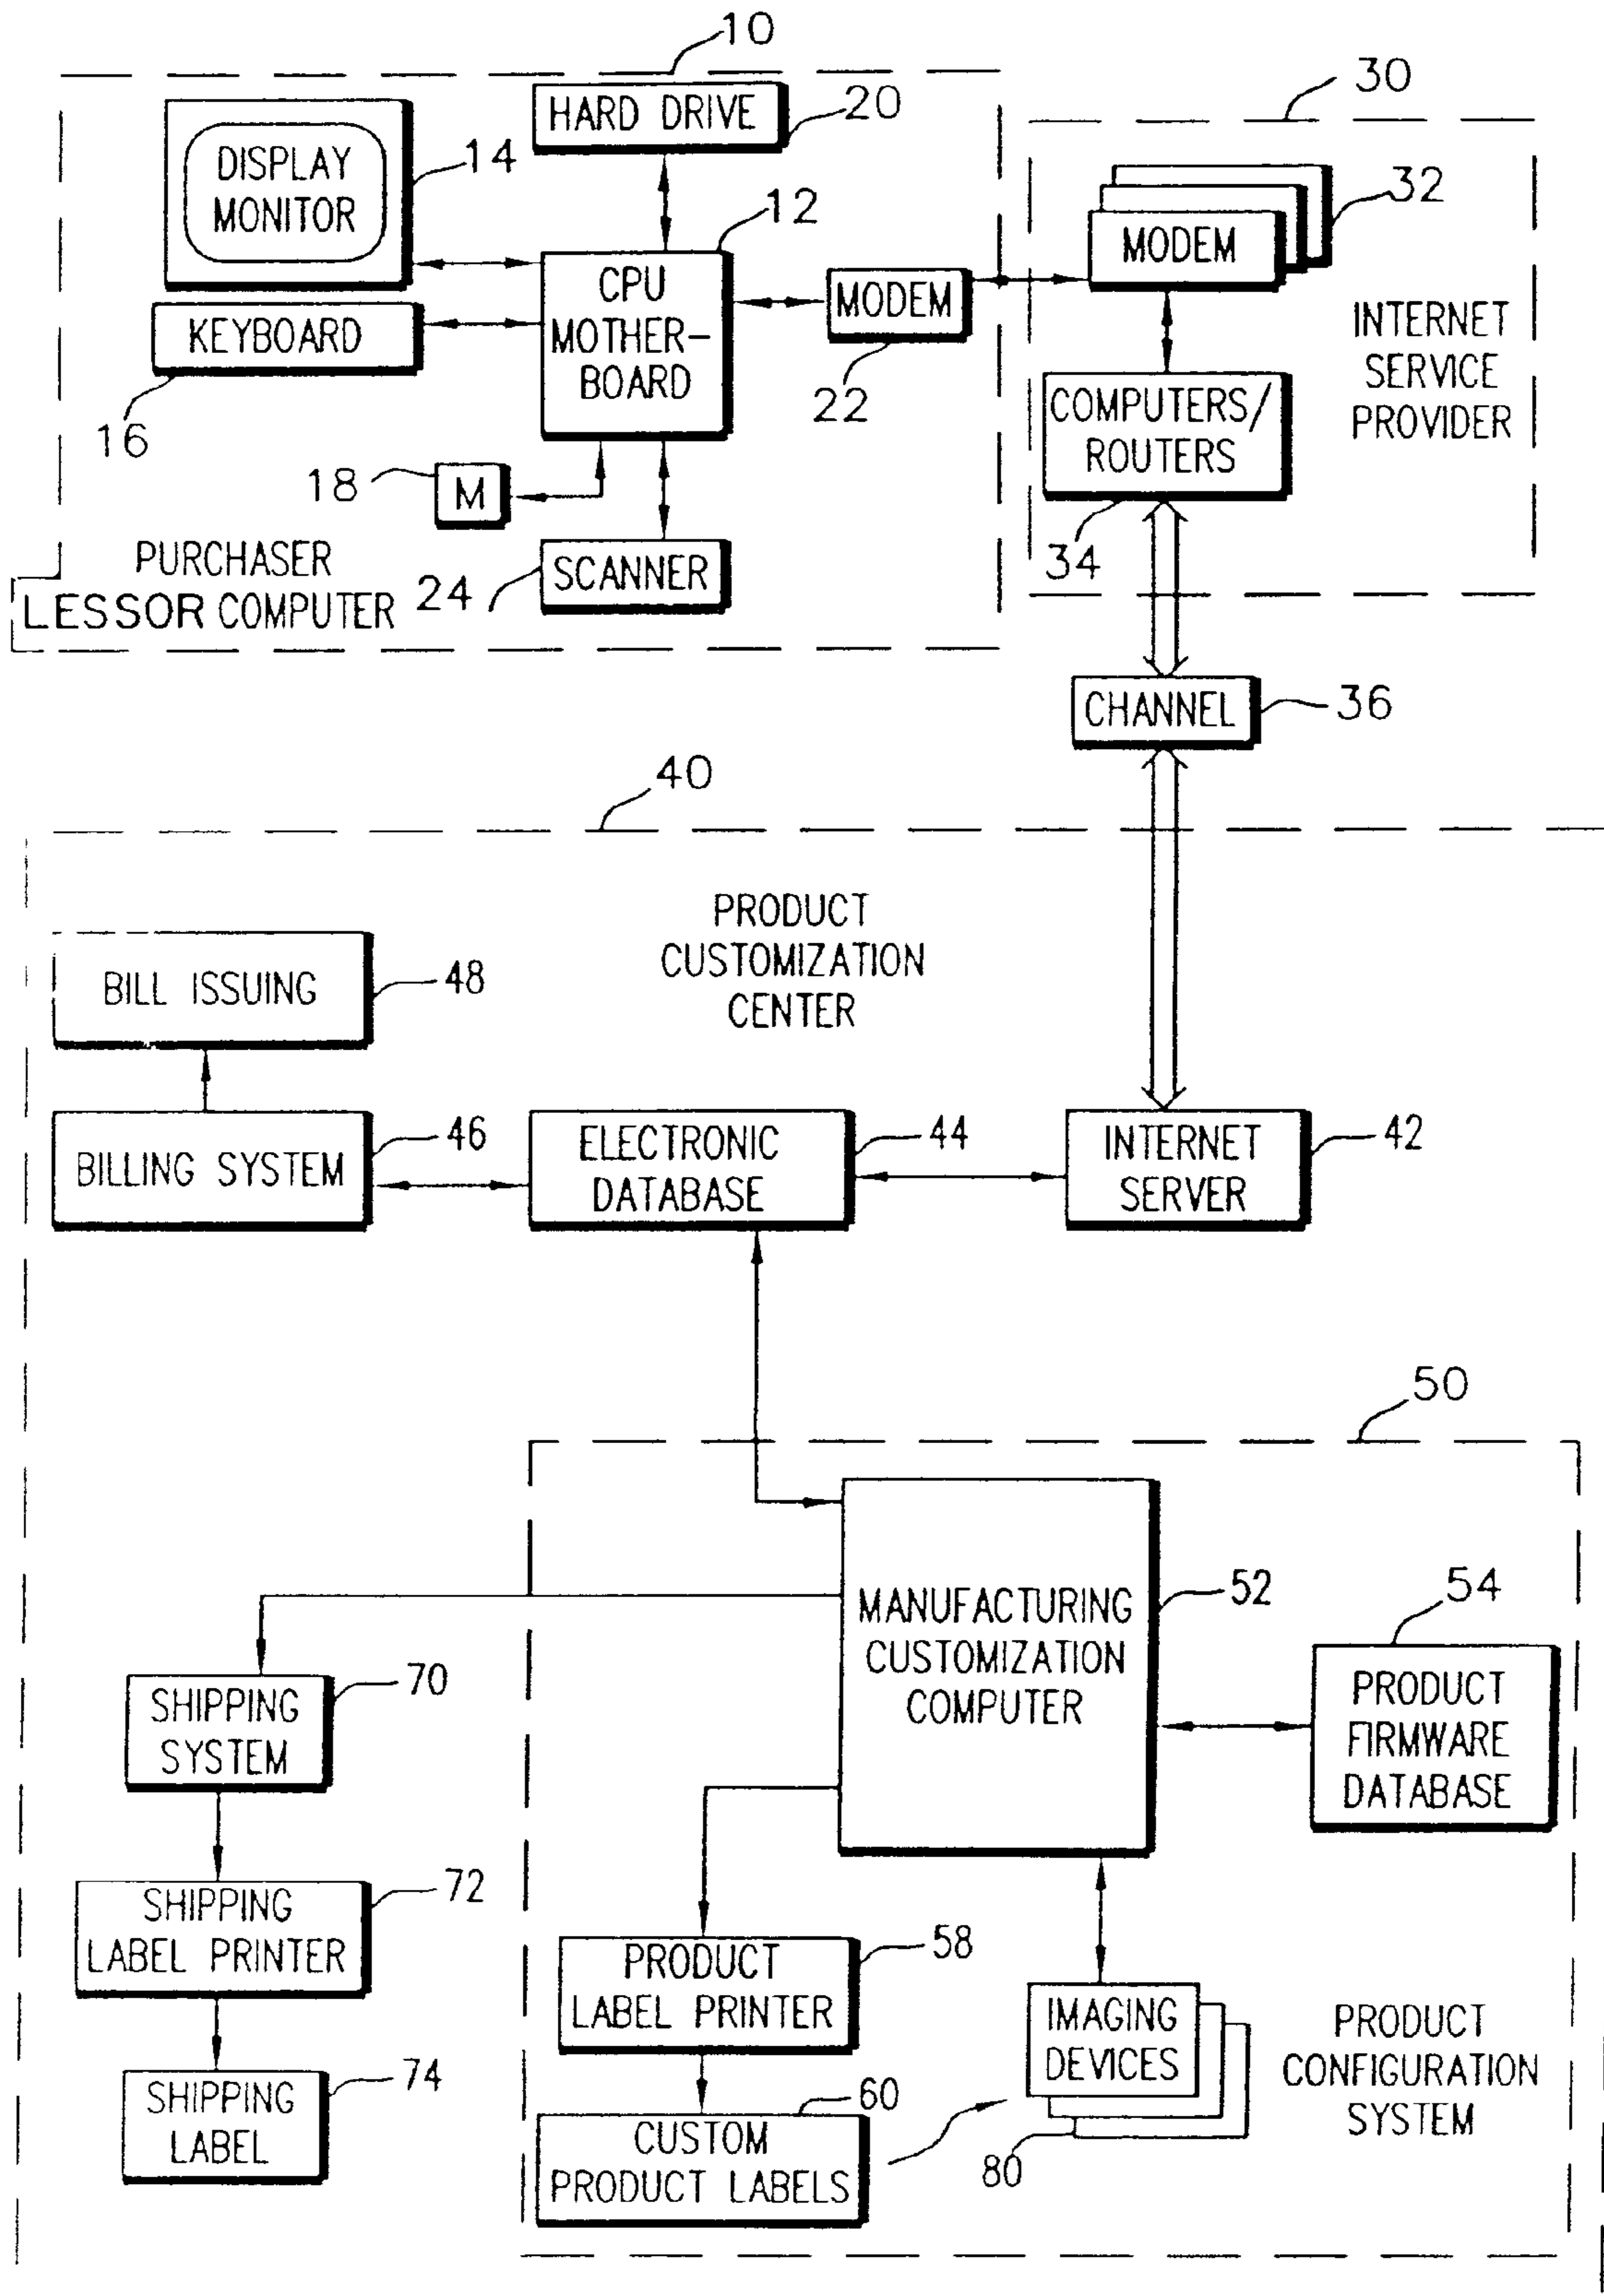 10
HARD DRIVE
20
DISPLAY
MONITOR
14
12
CPU
MOTHER-
BOARD
KEYBOARD
16
MODEM
22
18
M
24
SCANNER
PURCHASER
LESSOR COMPUTER
30
32
MODEM
INTERNET
SERVICE
PROVIDER
COMPUTERS/
ROUTERS
34
CHANNEL
36
40
PRODUCT
CUSTOMIZATION
CENTER
BILL ISSUING
48
BILLING SYSTEM
46
ELECTRONIC
DATABASE
44
INTERNET
SERVER
42
50
MANUFACTURING
CUSTOMIZATION
COMPUTER
52
54
PRODUCT
FIRMWARE
DATABASE
SHIPPING
SYSTEM
70
SHIPPING
LABEL PRINTER
72
SHIPPING
LABEL
74
PRODUCT
LABEL PRINTER
58
CUSTOM
PRODUCT LABELS
60
IMAGING
DEVICES
80
PRODUCT
CONFIGURATION
SYSTEM